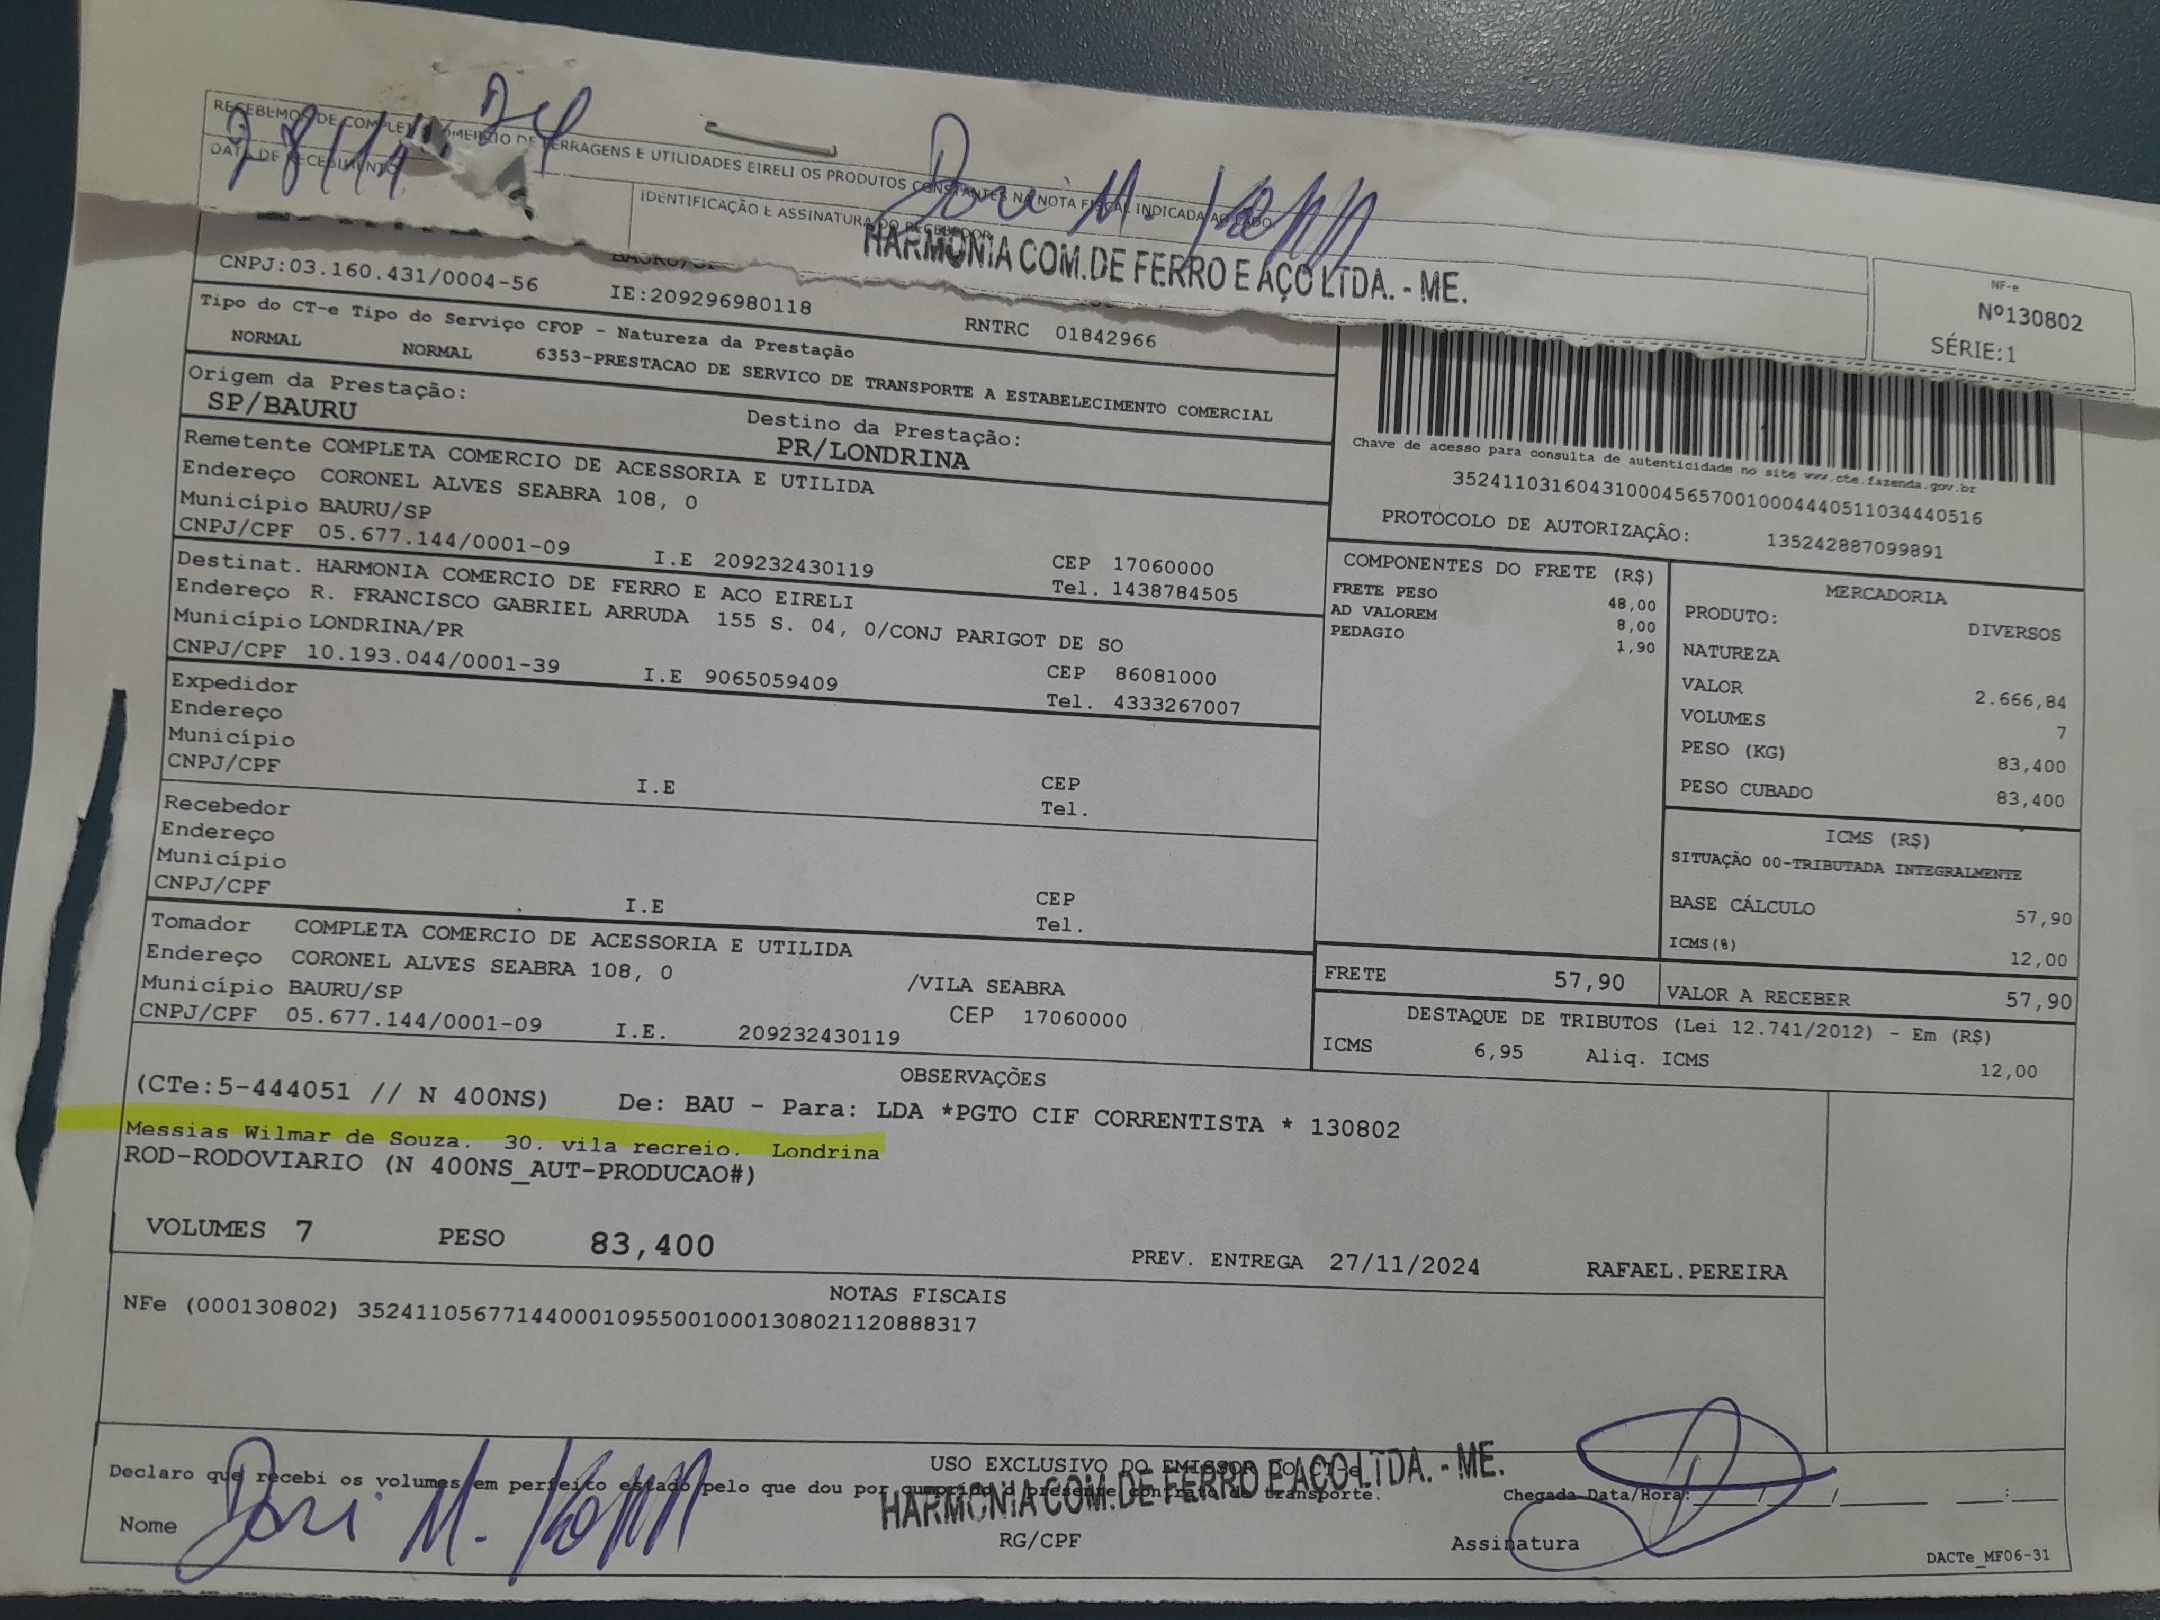 RECEBEMOS DE COMPLETA COMERCIO DE FERRAGENS E UTILIDADES EIRELI OS PRODUTOS CONSTANTES NA NOTA FISCAL INDICADA AO LADO
DATA DE RECEBIMENTO
28/11 24
IDENTIFICAÇÃO E ASSINATURA DO RECEBEDOR
HARMONIA COM.DE FERRO E AÇO LTDA. - ME.
NF-e
Nº130802
SÉRIE:1
BAURU/SP
CNPJ:03.160.431/0004-56 IE:209296980118 RNTRC 01842966
Tipo do CT-e Tipo do Serviço CFOP - Natureza da Prestação
NORMAL NORMAL 6353-PRESTACAO DE SERVICO DE TRANSPORTE A ESTABELECIMENTO COMERCIAL
Origem da Prestação: Destino da Prestação:
SP/BAURU PR/LONDRINA
Chave de acesso para consulta de autenticidade no site www.cte.fazenda.gov.br
35241103160431000456570010004440511034440516
PROTOCOLO DE AUTORIZAÇÃO: 135242887099891
Remetente COMPLETA COMERCIO DE ACESSORIA E UTILIDA
Endereço CORONEL ALVES SEABRA 108, 0
Município BAURU/SP CEP 17060000
CNPJ/CPF 05.677.144/0001-09 I.E 209232430119 Tel. 1438784505
Destinat. HARMONIA COMERCIO DE FERRO E ACO EIRELI
Endereço R. FRANCISCO GABRIEL ARRUDA 155 S. 04, 0/CONJ PARIGOT DE SO
Município LONDRINA/PR CEP 86081000
CNPJ/CPF 10.193.044/0001-39 I.E 9065059409 Tel. 4333267007
Expedidor
Endereço
Município CEP
CNPJ/CPF I.E Tel.
Recebedor
Endereço
Município CEP
CNPJ/CPF I.E Tel.
Tomador COMPLETA COMERCIO DE ACESSORIA E UTILIDA
Endereço CORONEL ALVES SEABRA 108, 0 /VILA SEABRA
Município BAURU/SP CEP 17060000
CNPJ/CPF 05.677.144/0001-09 I.E. 209232430119
COMPONENTES DO FRETE (R$)
FRETE PESO 48,00
AD VALOREM 8,00
PEDAGIO 1,90
MERCADORIA
PRODUTO: DIVERSOS
NATUREZA
VALOR 2.666,84
VOLUMES 7
PESO (KG) 83,400
PESO CUBADO 83,400
ICMS (R$)
SITUAÇÃO 00-TRIBUTADA INTEGRALMENTE
BASE CÁLCULO 57,90
ICMS(%) 12,00
FRETE 57,90 VALOR A RECEBER 57,90
DESTAQUE DE TRIBUTOS (Lei 12.741/2012) - Em (R$)
ICMS 6,95 Aliq. ICMS 12,00
OBSERVAÇÕES
(CTe:5-444051 // N 400NS) De: BAU - Para: LDA *PGTO CIF CORRENTISTA * 130802
Messias Wilmar de Souza. 30. vila recreio. Londrina
ROD-RODOVIARIO (N 400NS_AUT-PRODUCAO#)
VOLUMES 7 PESO 83,400 PREV. ENTREGA 27/11/2024 RAFAEL.PEREIRA
NOTAS FISCAIS
NFe (000130802) 35241105677144000109550010001308021120888317
USO EXCLUSIVO DO EMISSOR DO CT-e
Declaro que recebi os volumes em perfeito estado pelo que dou por cumprido o presente contrato de transporte.
HARMONIA COM.DE FERRO E AÇO LTDA. - ME.
Chegada Data/Hora: __/__/____ __:__
Nome RG/CPF Assinatura
DACTe_MF06-31